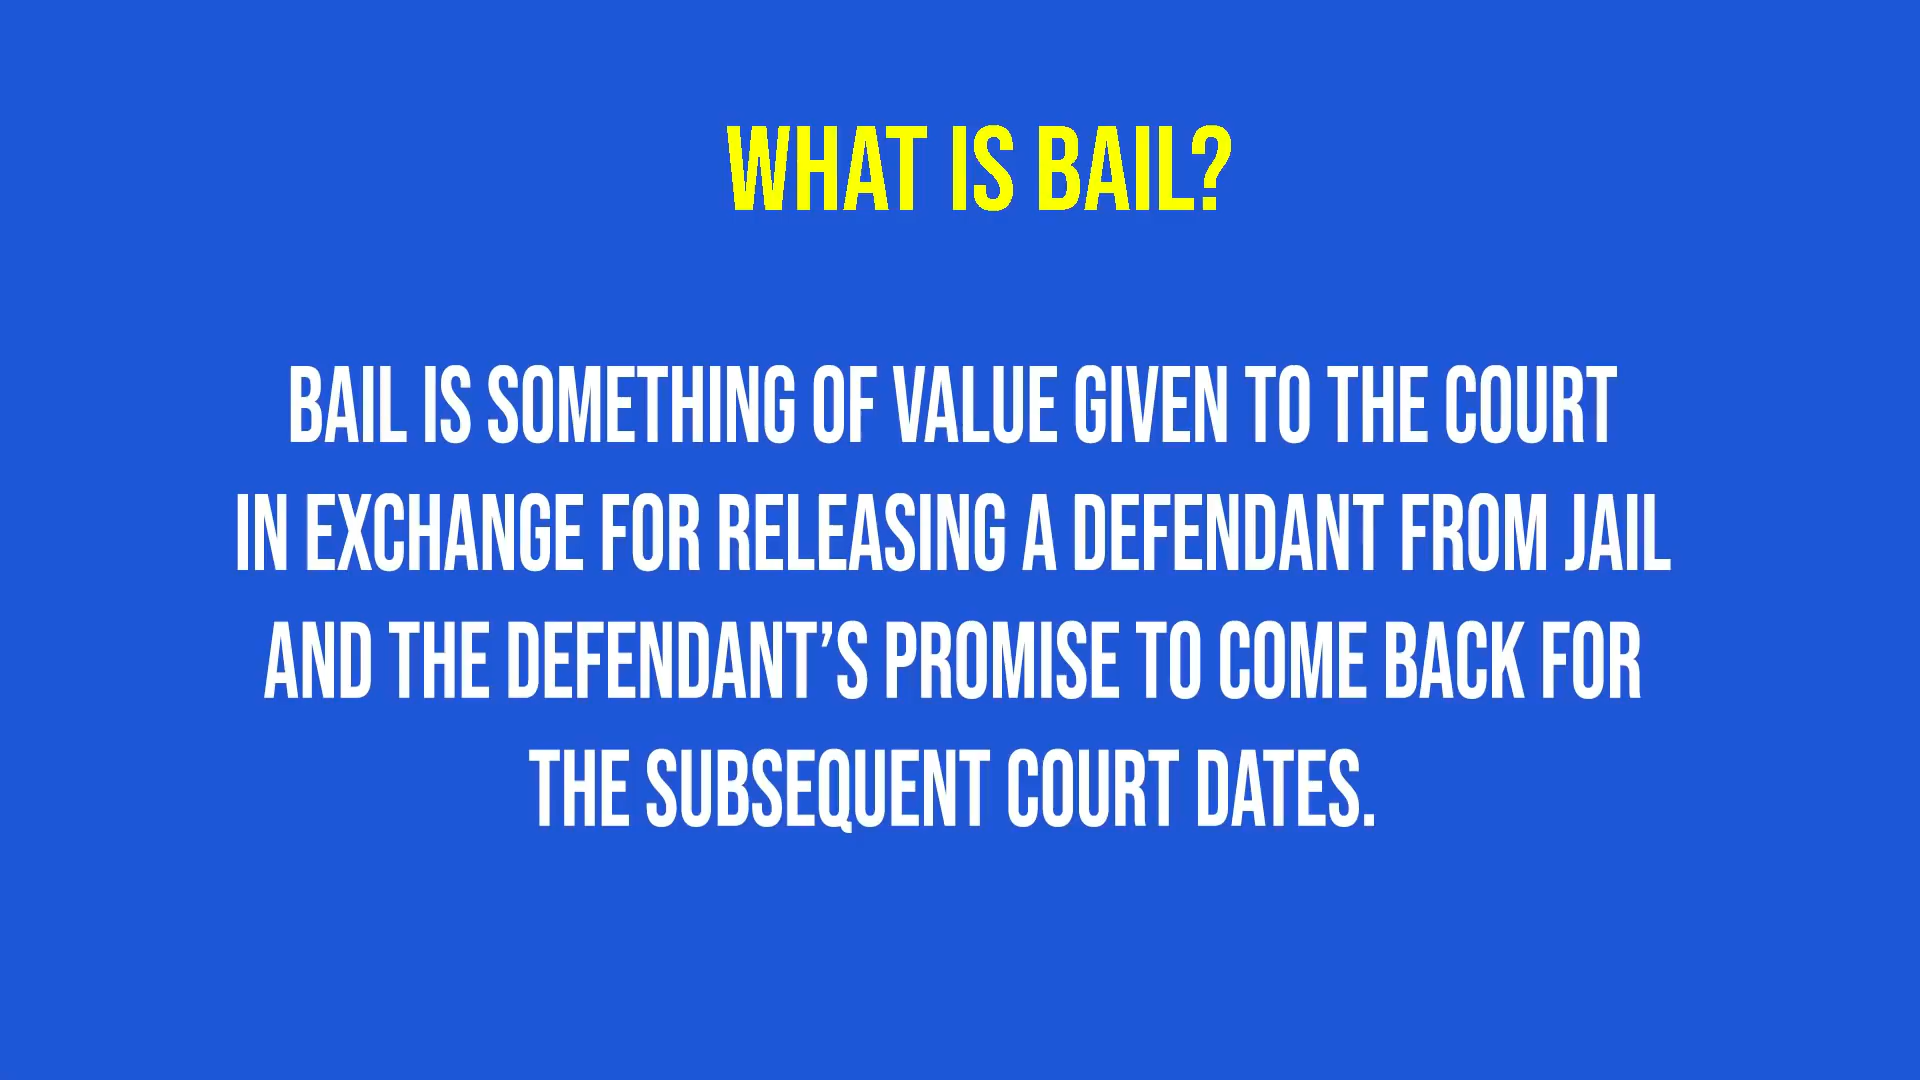 WHAT IS BAIL?
BAIL IS SOMETHING OF VALUE GIVEN TO THE COURT
IN EXCHANGE FOR RELEASING A DEFENDANT FROM JAIL
AND THE DEFENDANT’S PROMISE TO COME BACK FOR
THE SUBSEQUENT COURT DATES.